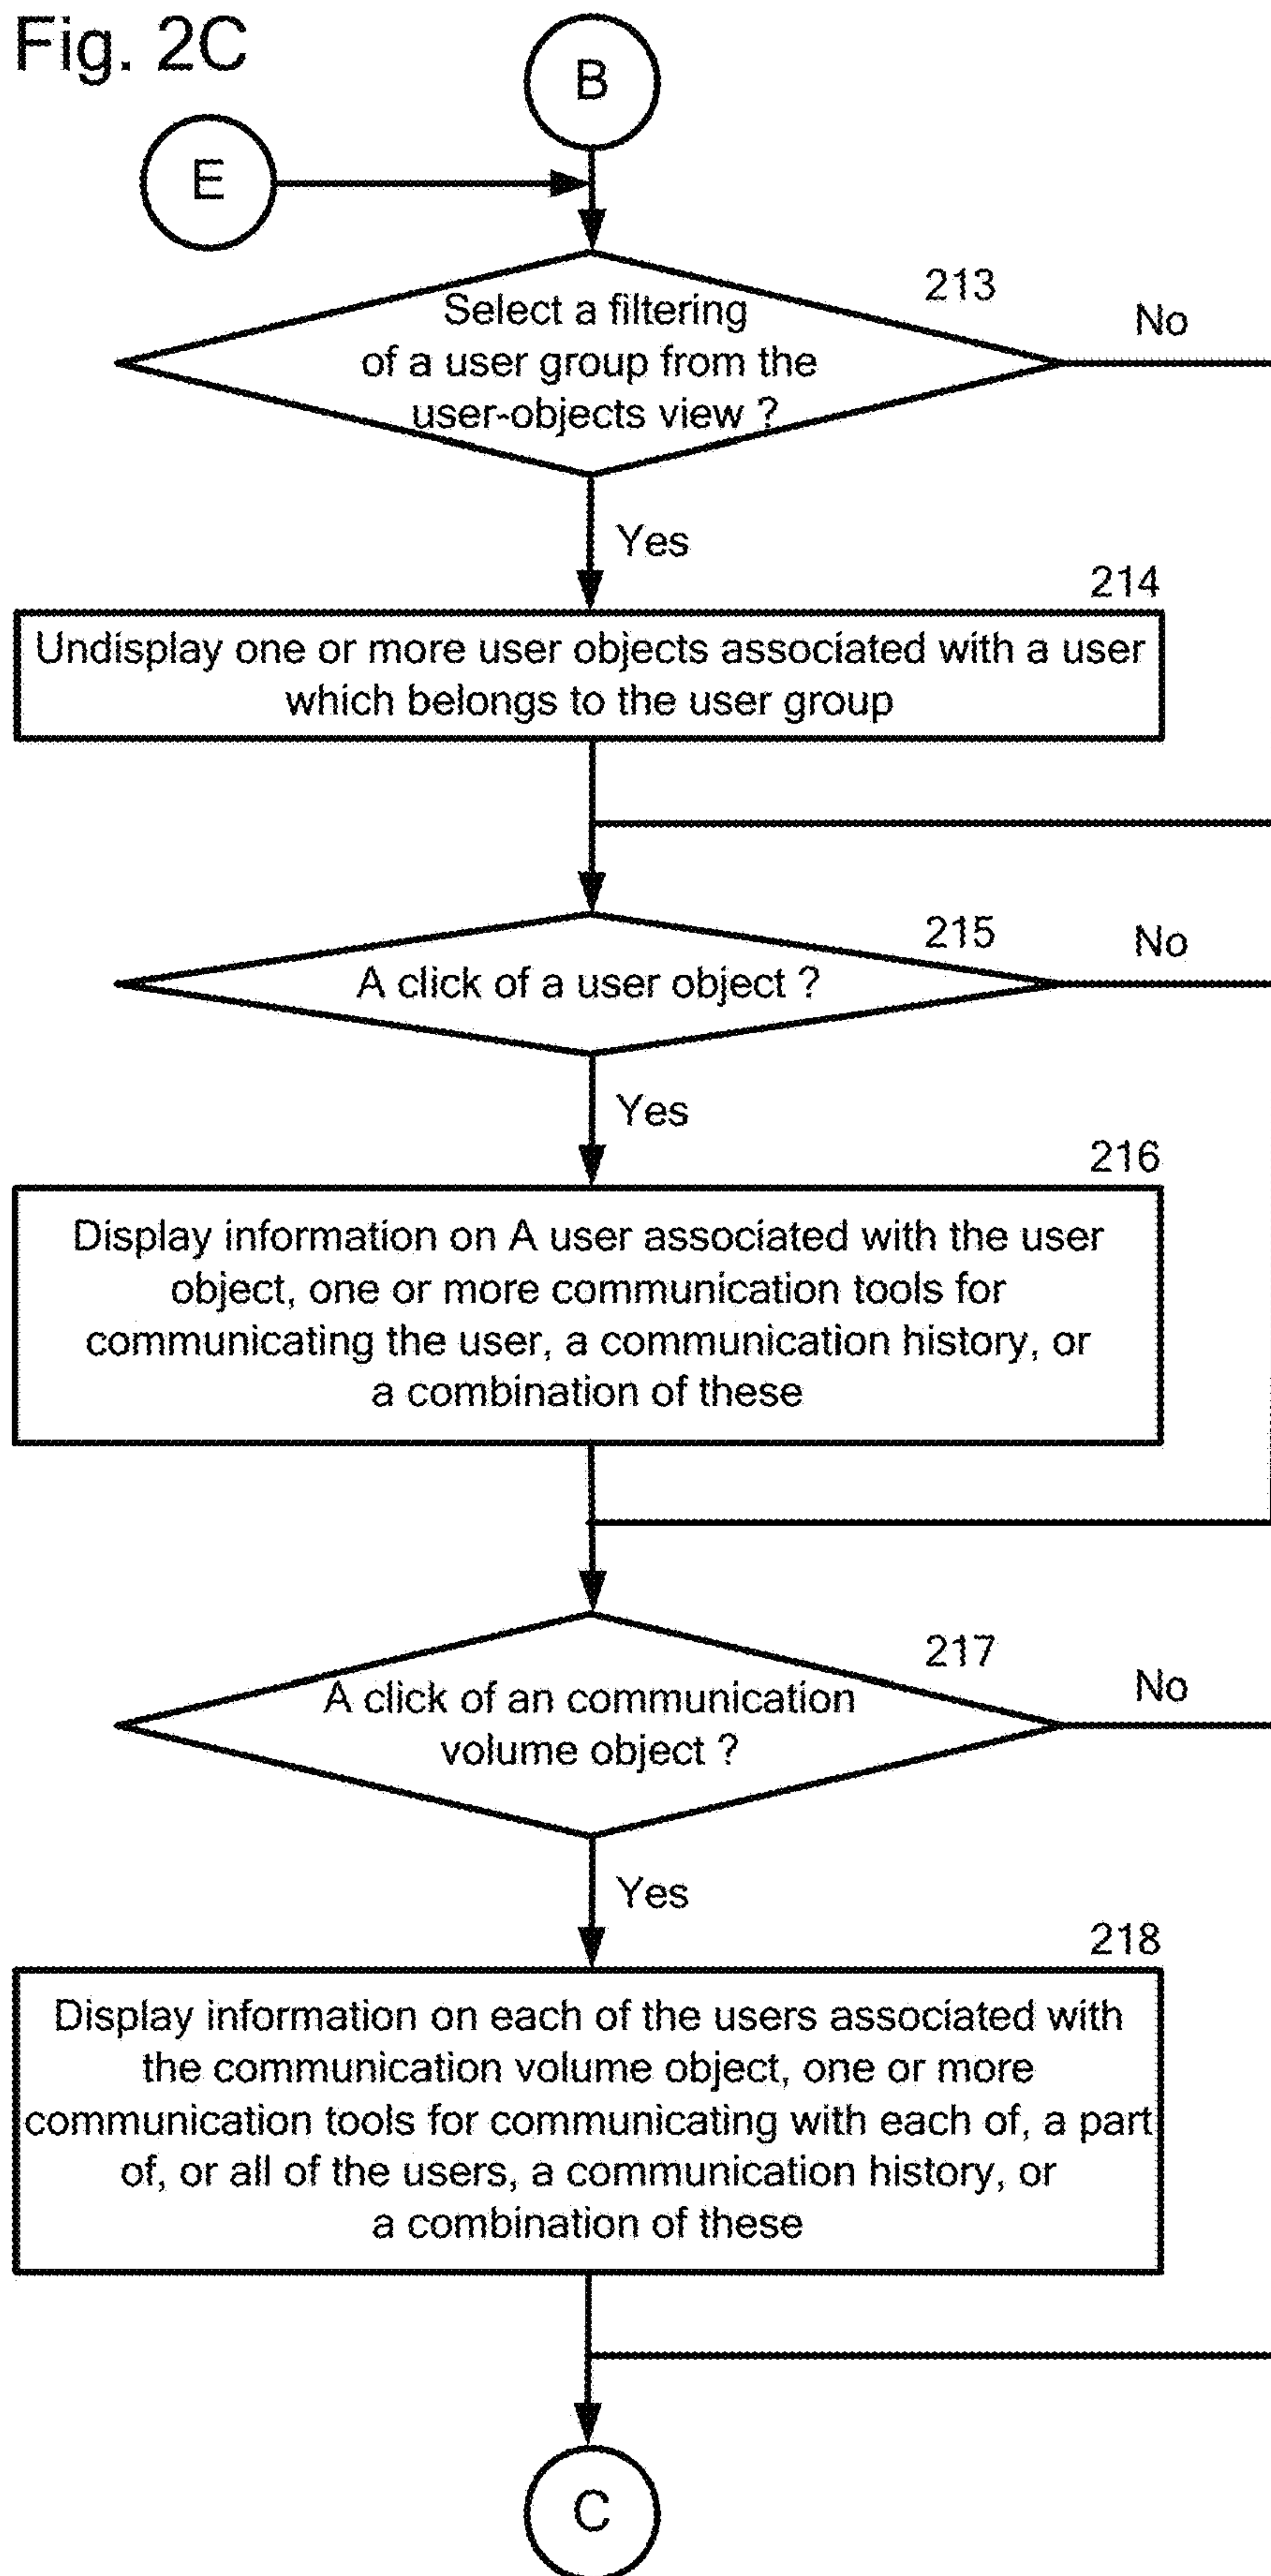 Fig. 2C
B
E
213
No
Select a filtering
of a user group from the
user-objects view ?
Yes
214
Undisplay one or more user objects associated with a user
which belongs to the user group
215
No
A click of a user object ?
Yes
216
Display information on A user associated with the user
object, one or more communication tools for
communicating the user, a communication history, or
a combination of these
217
No
A click of an communication
volume object ?
Yes
218
Display information on each of the users associated with
the communication volume object, one or more
communication tools for communicating with each of, a part
of, or all of the users, a communication history, or
a combination of these
C